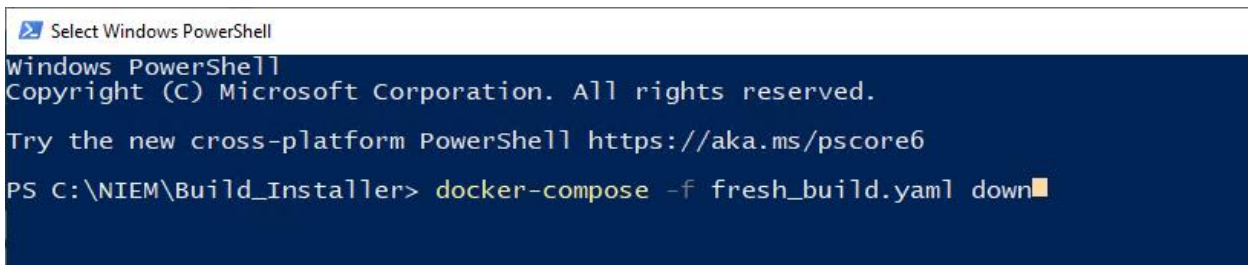 Select Windows PowerShell
Windows PowerShell
Copyright (C) Microsoft Corporation. All rights reserved.
Try the new cross-platform PowerShell https://aka.ms/pscore6
PS C:\NIEM\Build_Installer> docker-compose -f fresh_build.yaml down